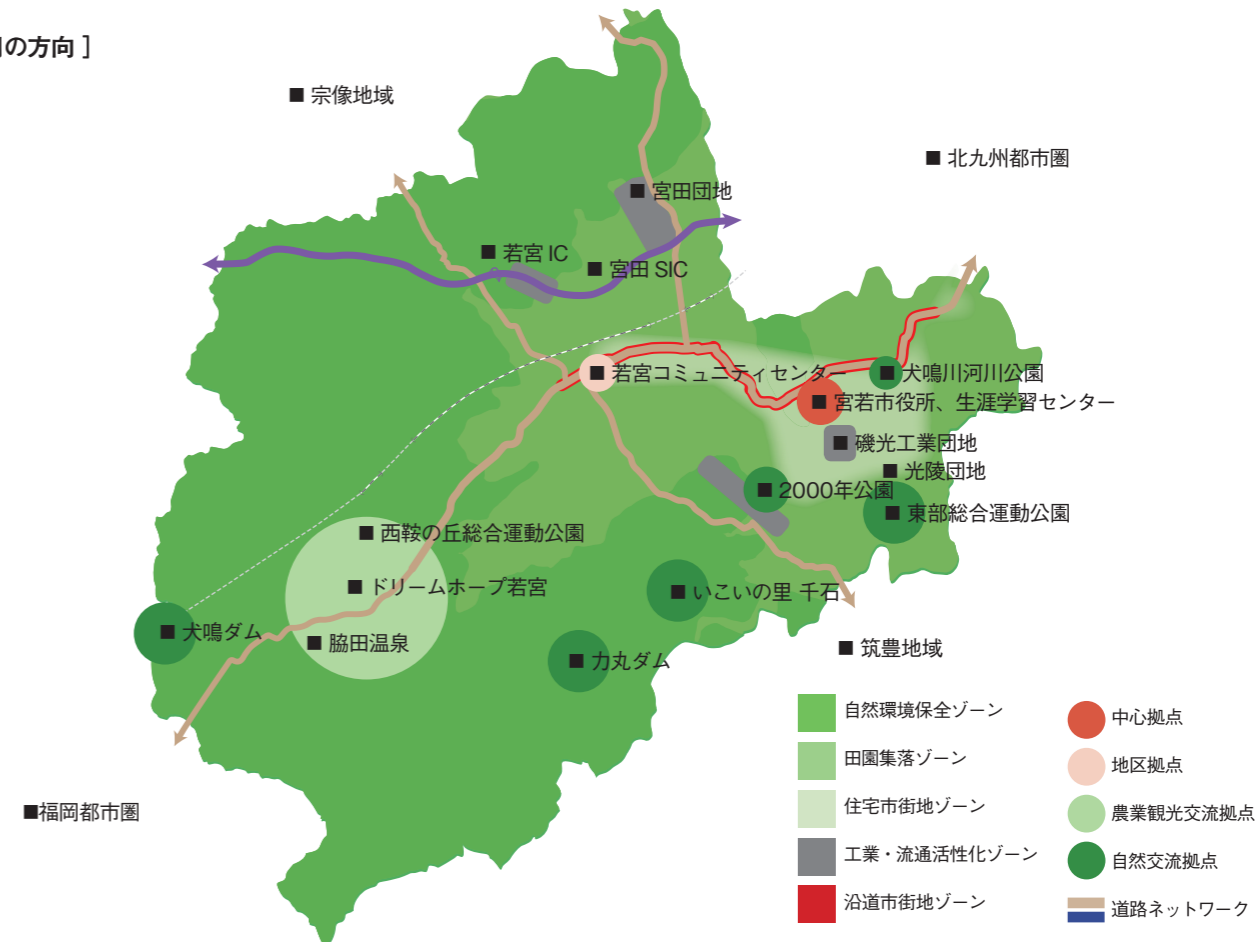 の方向 ]
■ 宗像地域
■ 北九州都市圏
■ 宮田団地
■ 若宮 IC
■ 宮田 SIC
■ 若宮コミュニティセンター
■ 犬鳴川河川公園
■ 宮若市役所、生涯学習センター
■ 磯光工業団地
■ 光陵団地
■ 2000年公園
■ 東部総合運動公園
■ 西鞍の丘総合運動公園
■ ドリームホープ若宮
■ いこいの里 千石
■ 犬鳴ダム
■ 脇田温泉
■ 力丸ダム
■ 筑豊地域
■福岡都市圏
自然環境保全ゾーン
田園集落ゾーン
住宅市街地ゾーン
工業・流通活性化ゾーン
沿道市街地ゾーン
中心拠点
地区拠点
農業観光交流拠点
自然交流拠点
道路ネットワーク